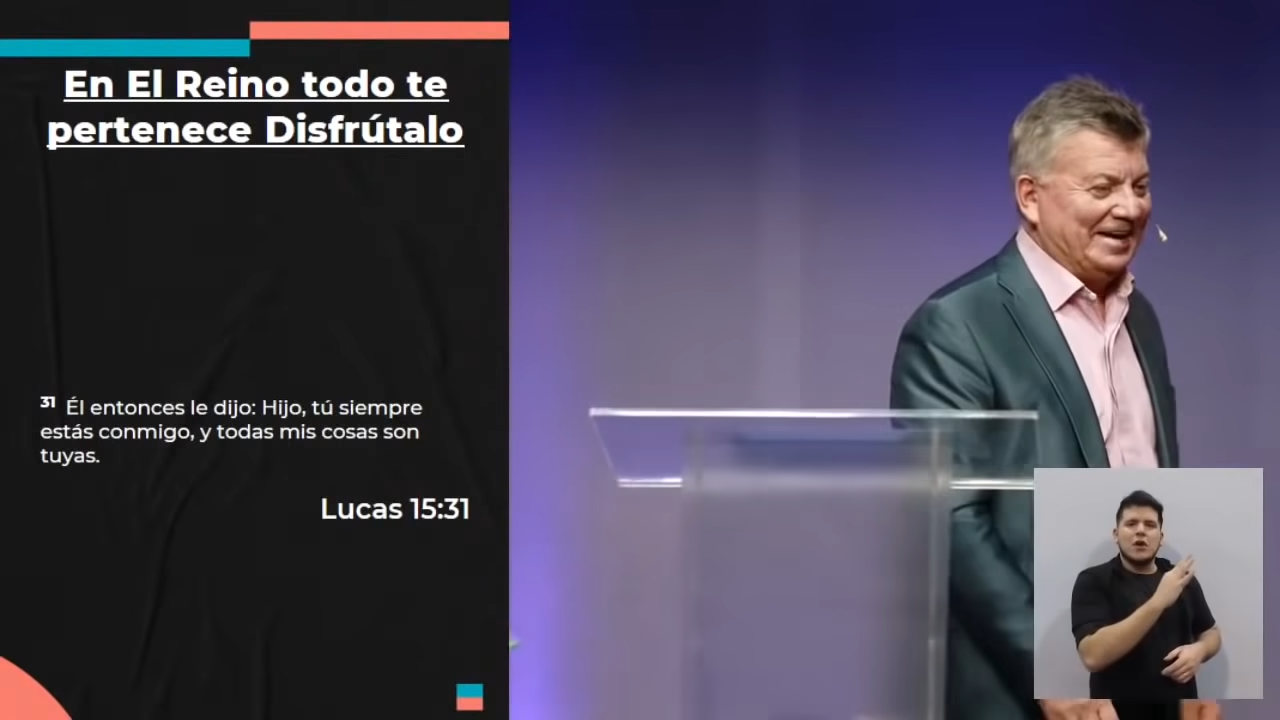 En El Reino todo te
pertenece Disfrútalo
31 Él entonces le dijo: Hijo, tú siempre
estás conmigo, y todas mis cosas son
tuyas.
Lucas 15:31